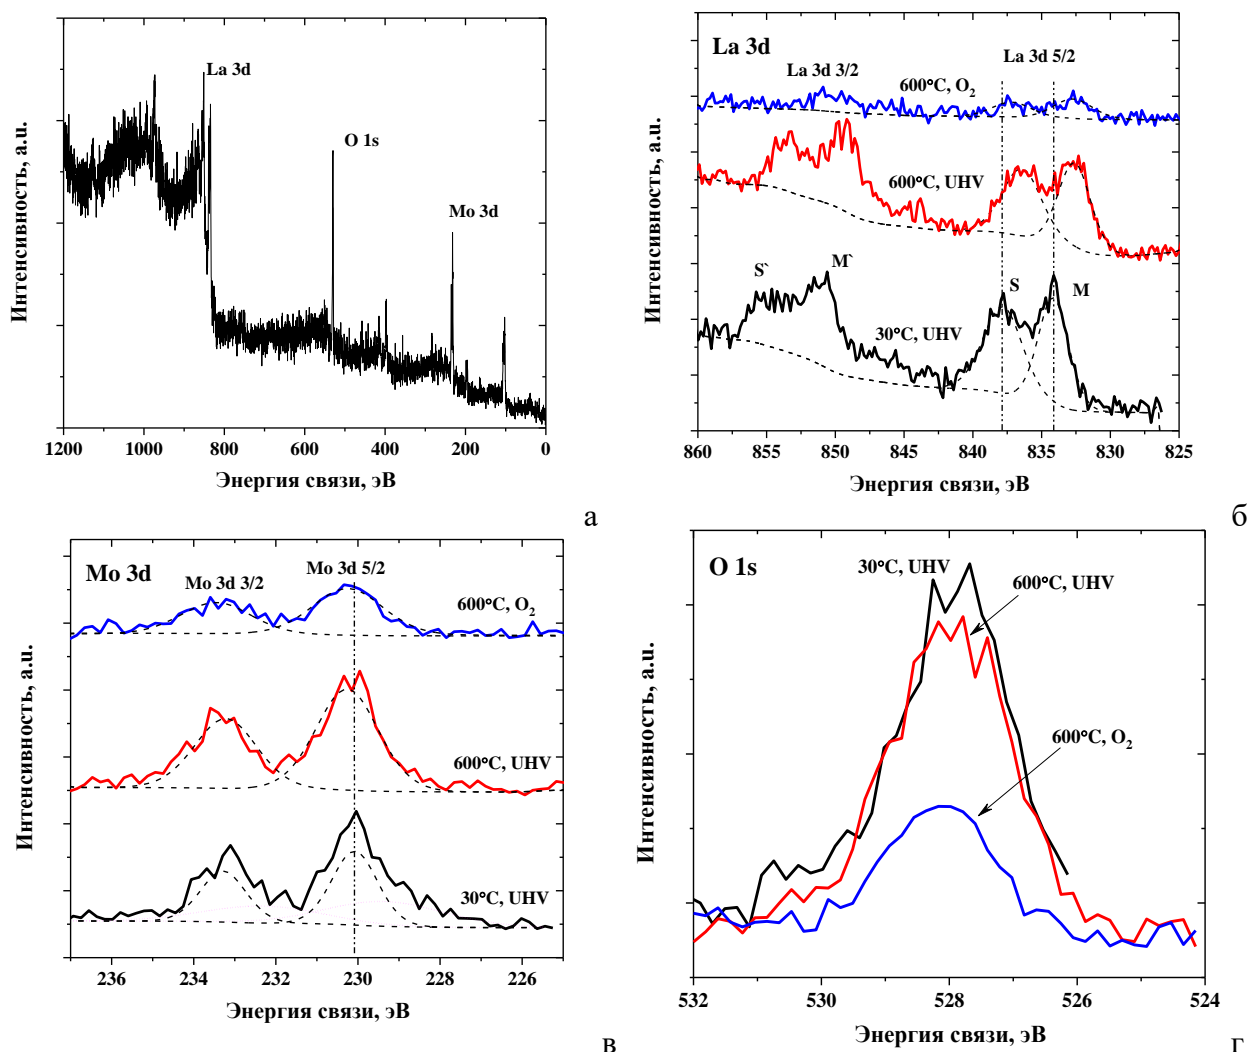 La 3d
O 1s
Mo 3d
Интенсивность, a.u.
1200 1000 800 600 400 200 0
Энергия связи, эВ
а
La 3d
La 3d 3/2
La 3d 5/2
600°C, O2
600°C, UHV
S` M`
S M
30°C, UHV
Интенсивность, a.u.
860 855 850 845 840 835 830 825
Энергия связи, эВ
б
Mo 3d
Mo 3d 3/2
Mo 3d 5/2
600°C, O2
600°C, UHV
30°C, UHV
Интенсивность, a.u.
236 234 232 230 228 226
Энергия связи, эВ
в
O 1s
30°C, UHV
600°C, UHV
600°C, O2
Интенсивность, a.u.
532 530 528 526 524
Энергия связи, эВ
г